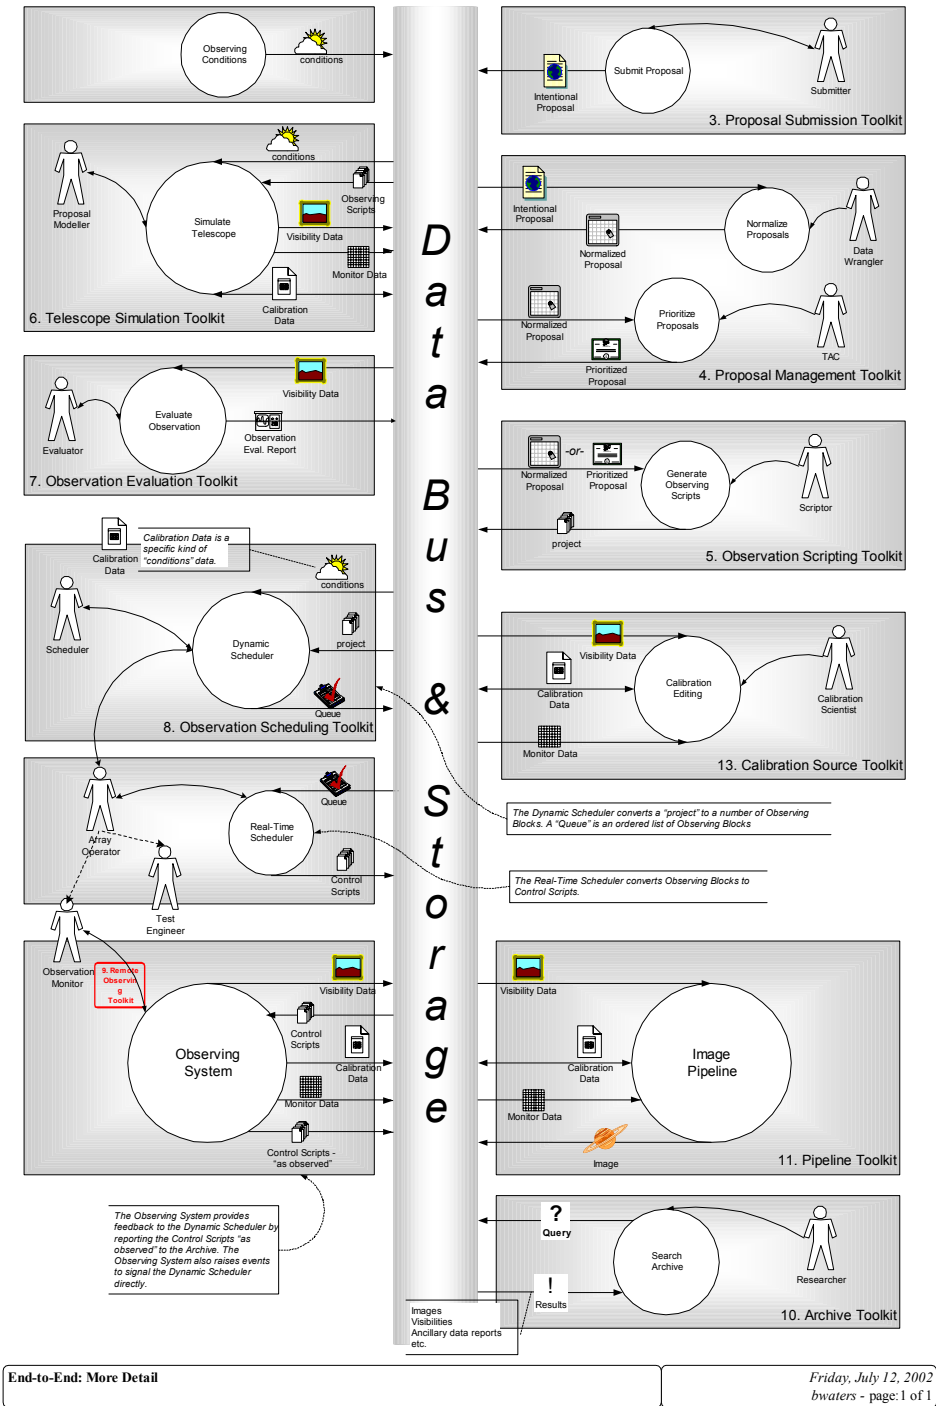 Observing
Conditions
conditions
Submit Proposal
Intentional
Proposal
Submitter
3. Proposal Submission Toolkit
conditions
Proposal
Modeller
Simulate
Telescope
Observing
Scripts
Visibility Data
Monitor Data
Calibration
Data
6. Telescope Simulation Toolkit
Intentional
Proposal
Normalize
Proposals
Data
Wrangler
Normalized
Proposal
Normalized
Proposal
Prioritize
Proposals
TAC
Prioritized
Proposal
4. Proposal Management Toolkit
Data Bus & Storage
Visibility Data
Evaluator
Evaluate
Observation
Observation
Eval. Report
7. Observation Evaluation Toolkit
Normalized
Proposal
-or-
Prioritized
Proposal
Generate
Observing
Scripts
Scriptor
project
5. Observation Scripting Toolkit
Calibration
Data
Calibration Data is a
specific kind of
"conditions" data.
conditions
Scheduler
Dynamic
Scheduler
project
Queue
8. Observation Scheduling Toolkit
Visibility Data
Calibration
Data
Calibration
Editing
Calibration
Scientist
Monitor Data
13. Calibration Source Toolkit
Queue
Array
Operator
Real-Time
Scheduler
Control
Scripts
Test
Engineer
The Dynamic Scheduler converts a "project" to a number of Observing
Blocks. A "Queue" is an ordered list of Observing Blocks
The Real-Time Scheduler converts Observing Blocks to
Control Scripts.
Observation
Monitor
9. Remote
Observin
g
Toolkit
Visibility Data
Control
Scripts
Observing
System
Calibration
Data
Monitor Data
Control Scripts -
"as observed"
Visibility Data
Calibration
Data
Image
Pipeline
Monitor Data
Image
11. Pipeline Toolkit
The Observing System provides
feedback to the Dynamic Scheduler by
reporting the Control Scripts "as
observed" to the Archive. The
Observing System also raises events
to signal the Dynamic Scheduler
directly.
?
Query
Search
Archive
Researcher
!
Results
10. Archive Toolkit
Images
Visibilities
Ancillary data reports
etc.
End-to-End: More Detail
Friday, July 12, 2002
bwaters - page:1 of 1